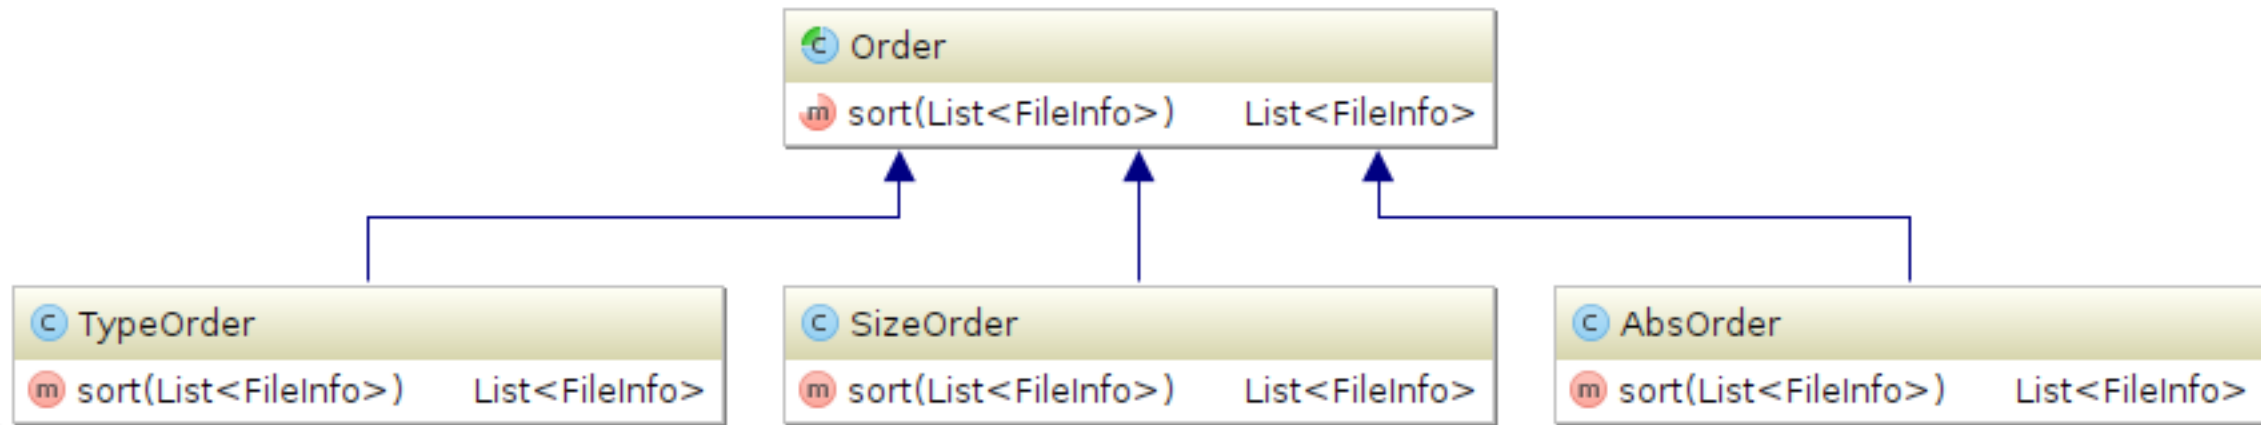 C Order
m sort(List<FileInfo>) List<FileInfo>
C TypeOrder
m sort(List<FileInfo>) List<FileInfo>
C SizeOrder
m sort(List<FileInfo>) List<FileInfo>
C AbsOrder
m sort(List<FileInfo>) List<FileInfo>